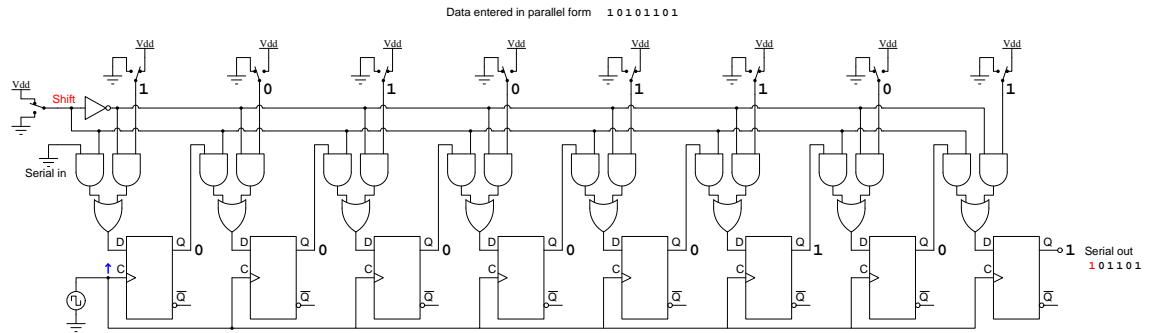 Data entered in parallel form 1 0 1 0 1 1 0 1
Vdd Vdd Vdd Vdd Vdd Vdd Vdd Vdd
1 0 1 0 1 1 0 1
Vdd
Shift
Serial in
D Q D Q D Q D Q D Q D Q D Q D Q
0 0 0 0 0 1 0 1 Serial out
C C C C C C C C
1 0 1 1 0 1
Q Q Q Q Q Q Q Q